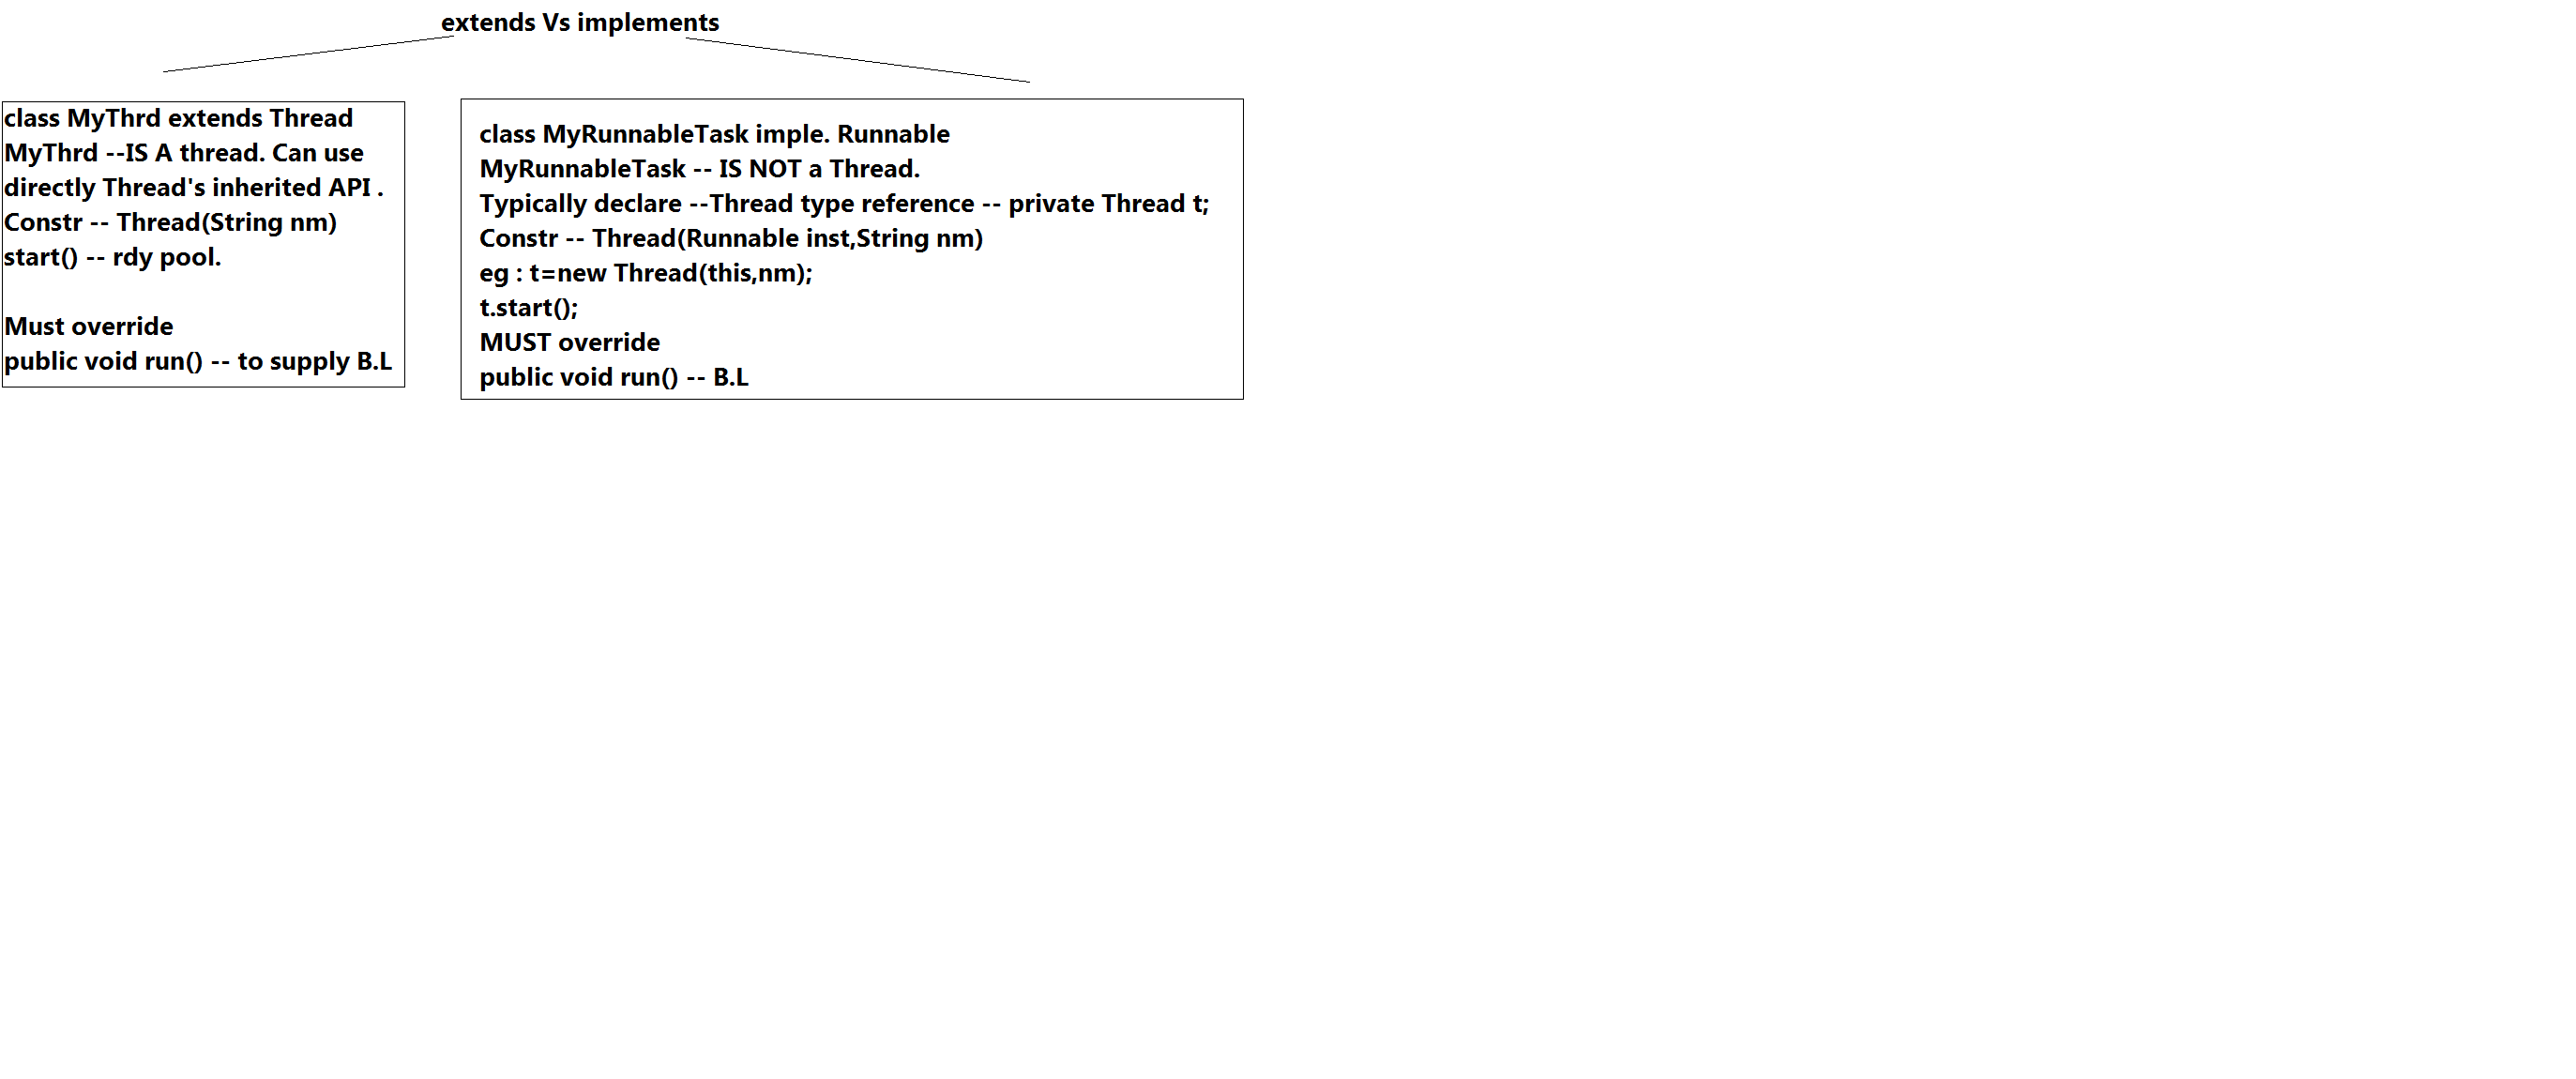 extends Vs implements
class MyThrd extends Thread
MyThrd --IS A thread. Can use
directly Thread's inherited API .
Constr -- Thread(String nm)
start() -- rdy pool.
Must override
public void run() -- to supply B.L
class MyRunnableTask imple. Runnable
MyRunnableTask -- IS NOT a Thread.
Typically declare --Thread type reference -- private Thread t;
Constr -- Thread(Runnable inst,String nm)
eg : t=new Thread(this,nm);
t.start();
MUST override
public void run() -- B.L